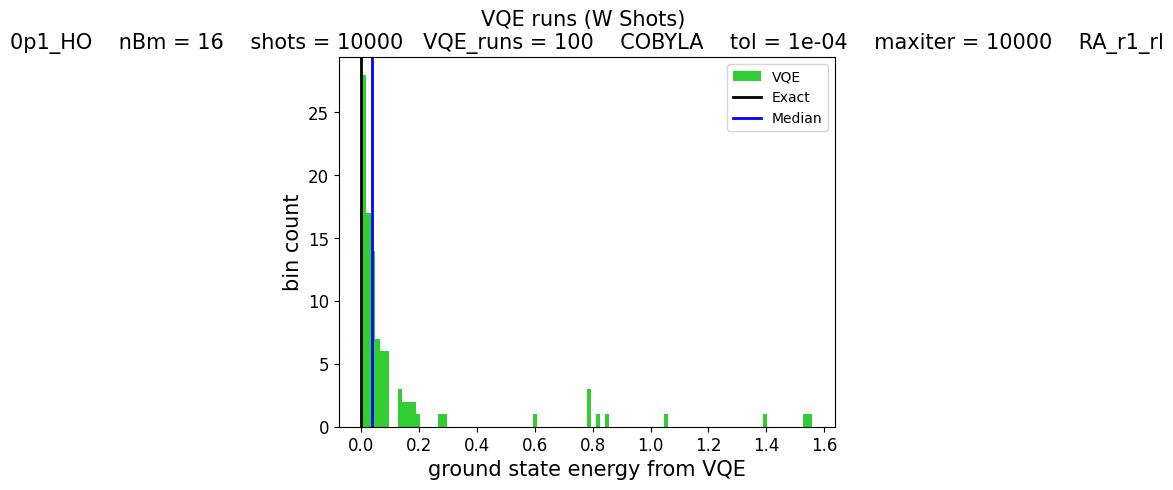 VQE runs (W Shots)
0p1_HO nBm = 16 shots = 10000 VQE_runs = 100 COBYLA tol = 1e-04 maxiter = 10000 RA_r1_rl
VQE
Exact
Median
bin count
25
20
15
10
5
0
0.0 0.2 0.4 0.6 0.8 1.0 1.2 1.4 1.6
ground state energy from VQE